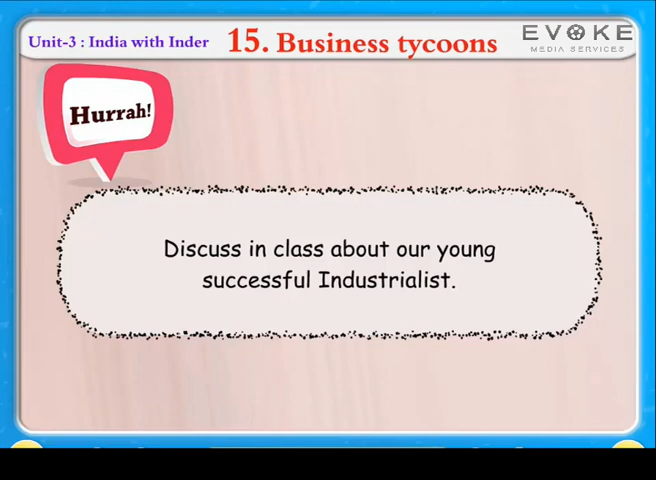 Unit-3 : India with Inder
15. Business tycoons
EVOKE
MEDIA SERVICES
Hurrah!
Discuss in class about our young
successful Industrialist.